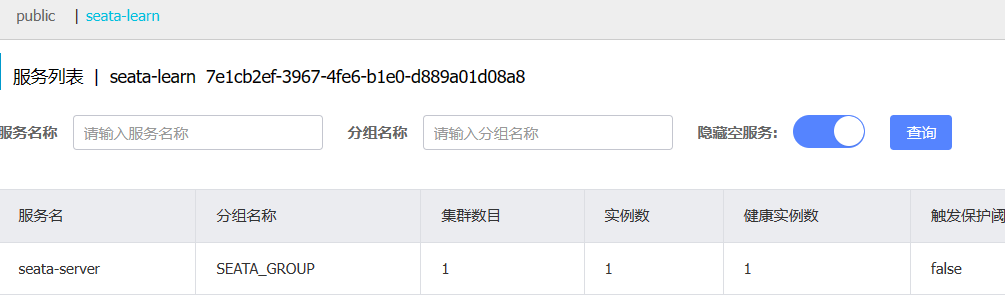 public | seata-learn
服务列表 | seata-learn 7e1cb2ef-3967-4fe6-b1e0-d889a01d08a8
服务名称 请输入服务名称 分组名称 请输入分组名称 隐藏空服务: 查询
服务名 分组名称 集群数目 实例数 健康实例数 触发保护阈
seata-server SEATA_GROUP 1 1 1 false